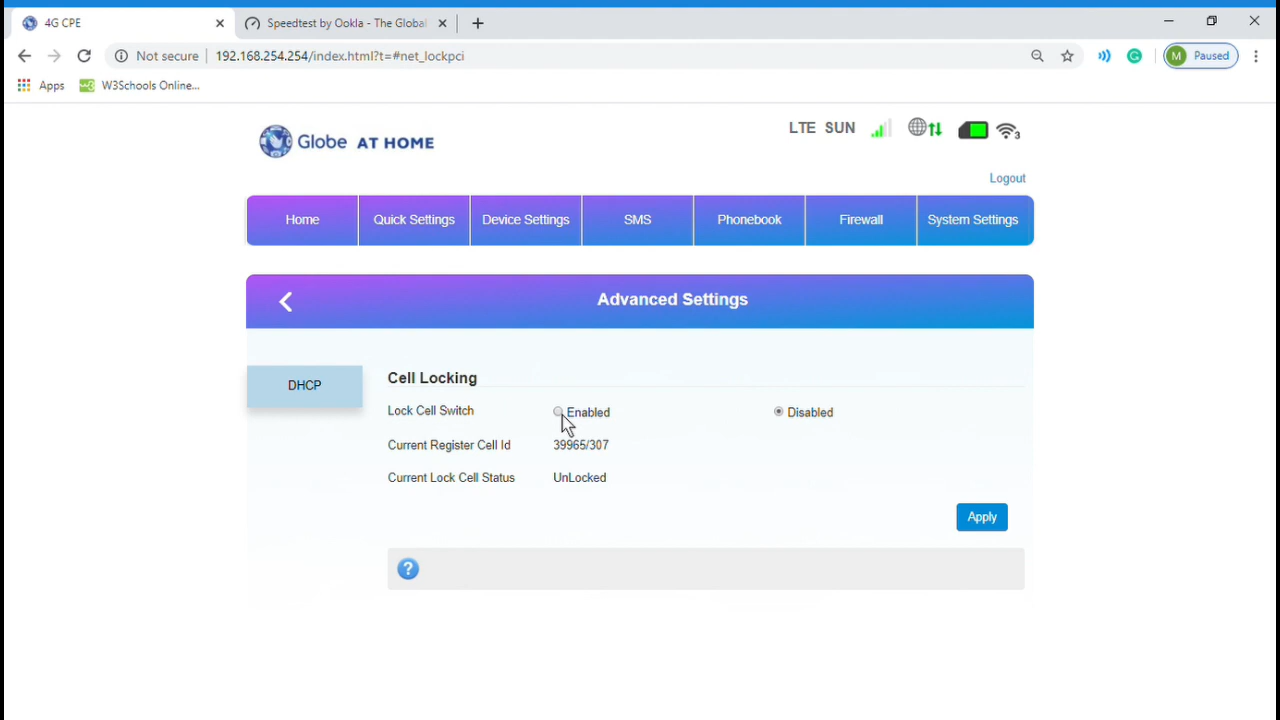 4G CPE
Speedtest by Ookla - The Global
Not secure
192.168.254.254/index.html?t=#net_lockpci
M
Paused
Apps
W3Schools Online...
Globe AT HOME
LTE SUN
3
Logout
Home
Quick Settings
Device Settings
SMS
Phonebook
Firewall
System Settings
Advanced Settings
DHCP
Cell Locking
Lock Cell Switch
Enabled
Disabled
Current Register Cell Id
39965/307
Current Lock Cell Status
UnLocked
Apply
?